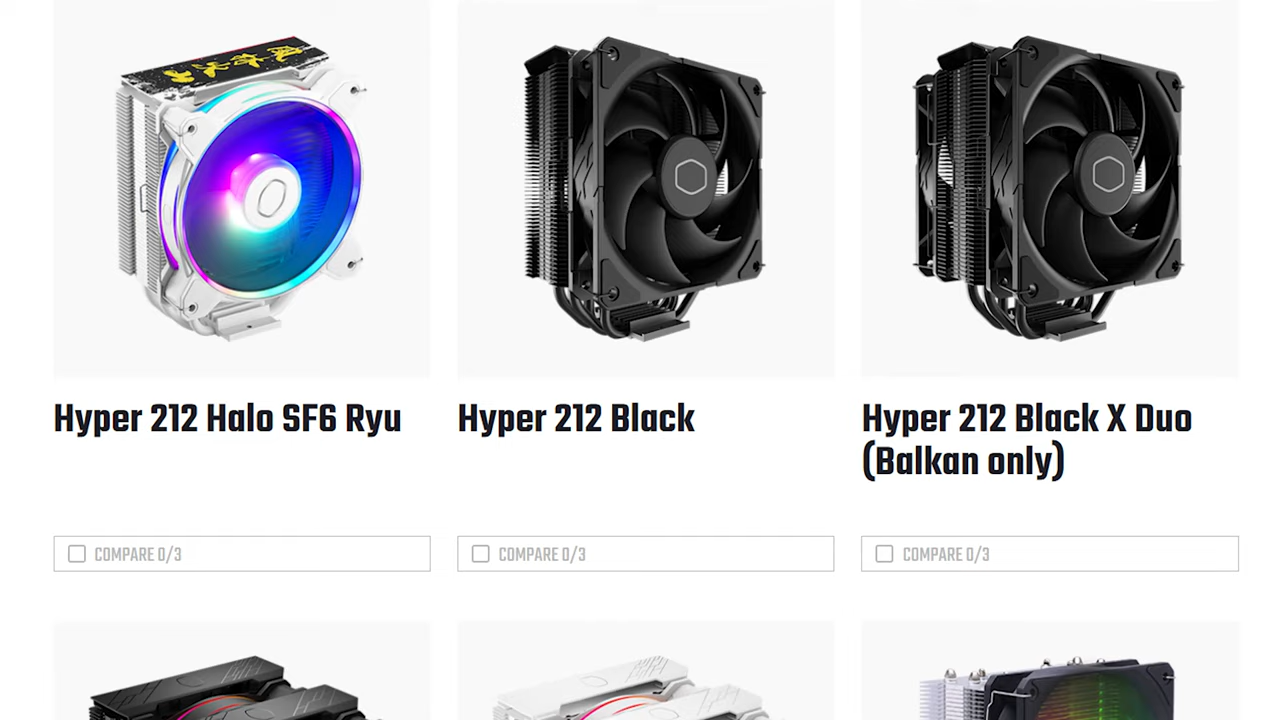 Hyper 212 Halo SF6 Ryu
Hyper 212 Black
Hyper 212 Black X Duo
(Balkan only)
COMPARE 0/3
COMPARE 0/3
COMPARE 0/3